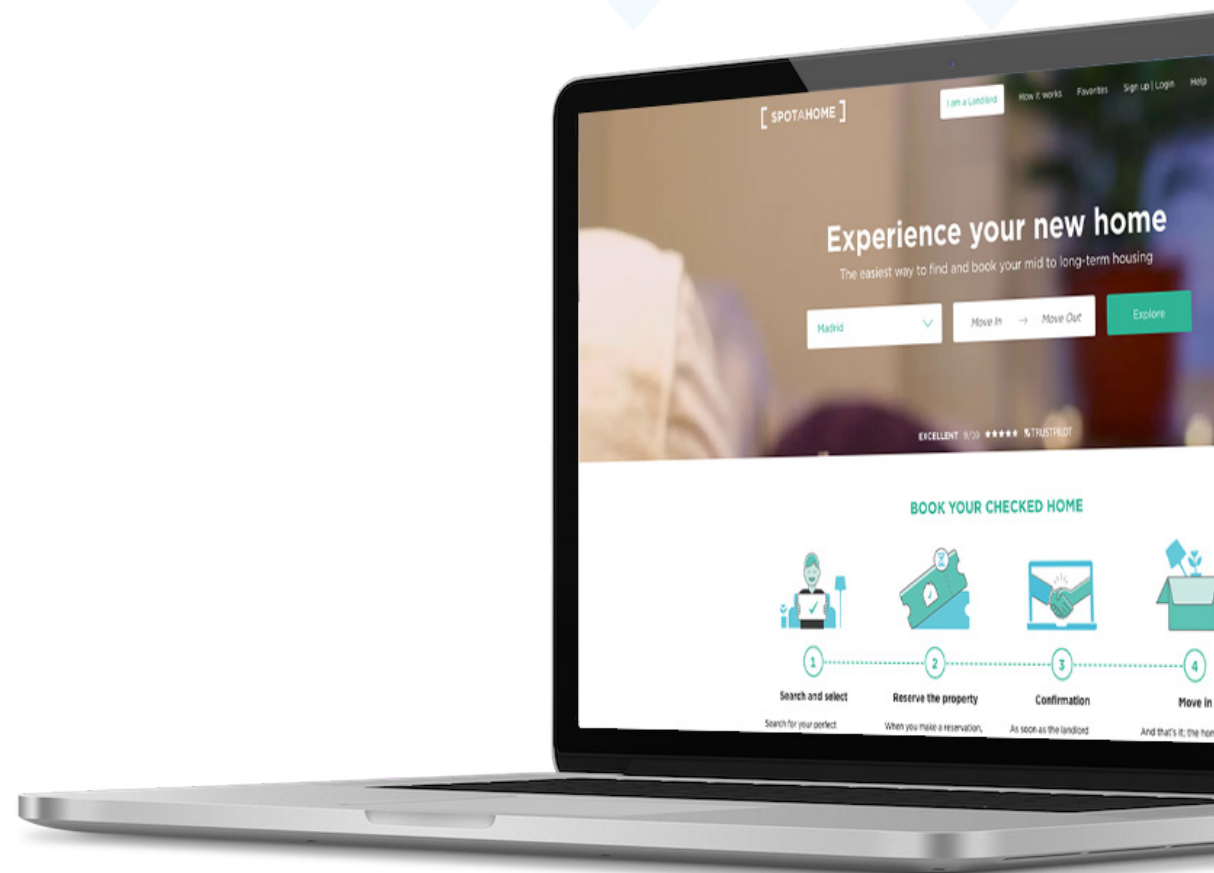 [ SPOTAHOME ]
I am a Landlord
How it works
Favorites
Sign up | Login
Help
Experience your new home
The easiest way to find and book your mid to long-term housing
Madrid
Move In → Move Out
Explore
EXCELLENT 9/10 ★★★★★ TRUSTPILOT
BOOK YOUR CHECKED HOME
1
2
3
4
Search and select
Reserve the property
Confirmation
Move in
Search for your perfect
When you make a reservation,
As soon as the landlord
And that's it; the hom